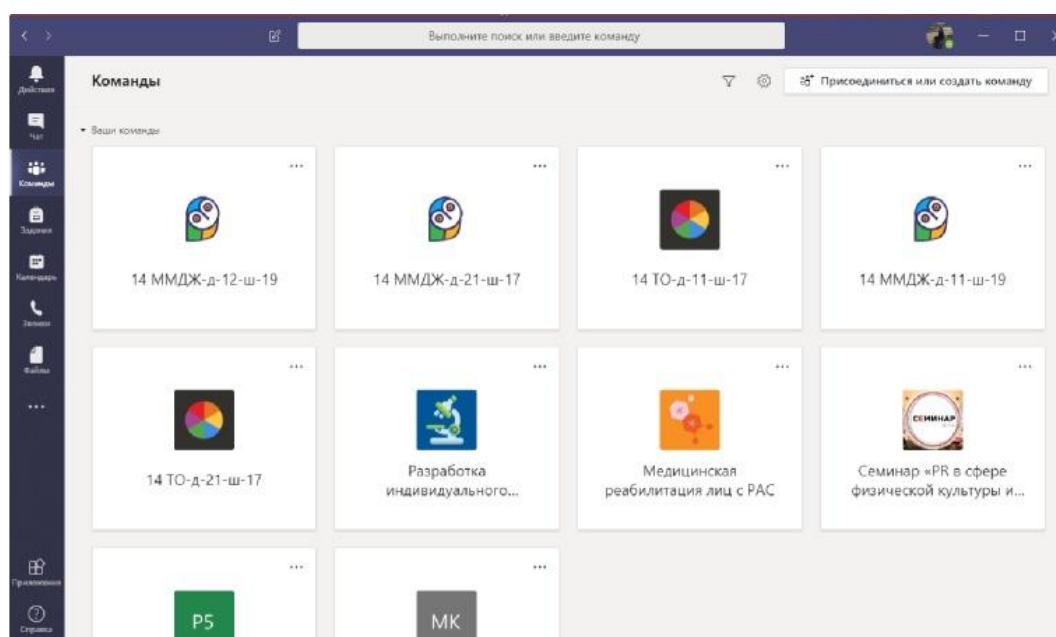 Выполните поиск или введите команду
Действия
Чат
Команды
Задания
Календарь
Звонки
Файлы
Приложения
Справка
Команды
Присоединиться или создать команду
Ваши команды
14 ММДЖ-д-12-ш-19
14 ММДЖ-д-21-ш-17
14 ТО-д-11-ш-17
14 ММДЖ-д-11-ш-19
14 ТО-д-21-ш-17
Разработка
индивидуального...
Медицинская
реабилитация лиц с РАС
СЕМИНАР
Семинар «PR в сфере
физической культуры и...
P5
МК